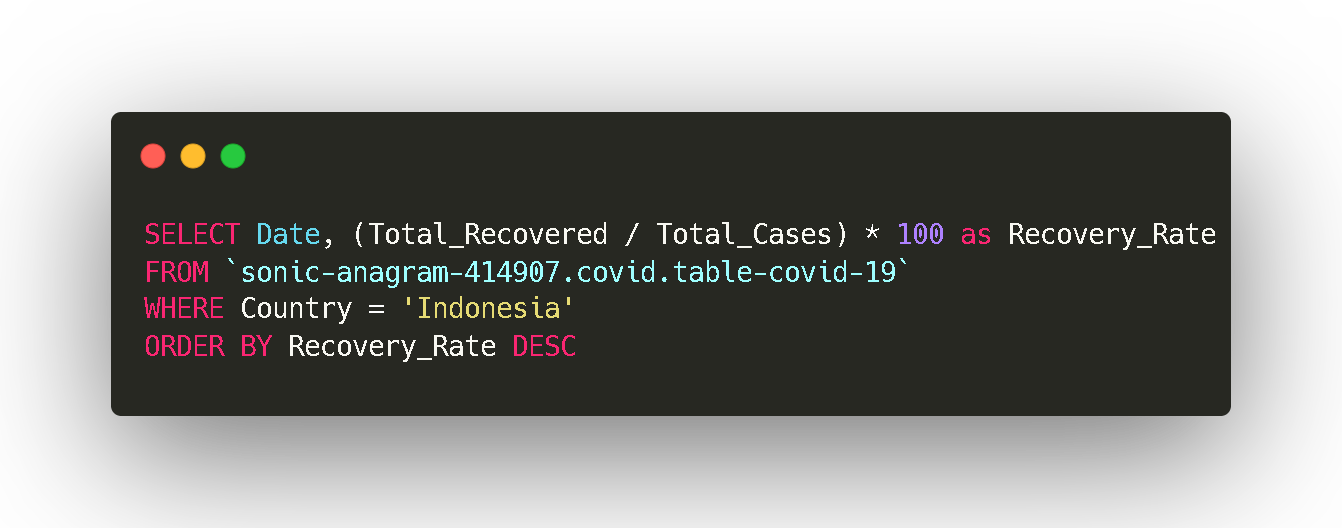 SELECT Date, (Total_Recovered / Total_Cases) * 100 as Recovery_Rate
FROM `sonic-anagram-414907.covid.table-covid-19`
WHERE Country = 'Indonesia'
ORDER BY Recovery_Rate DESC